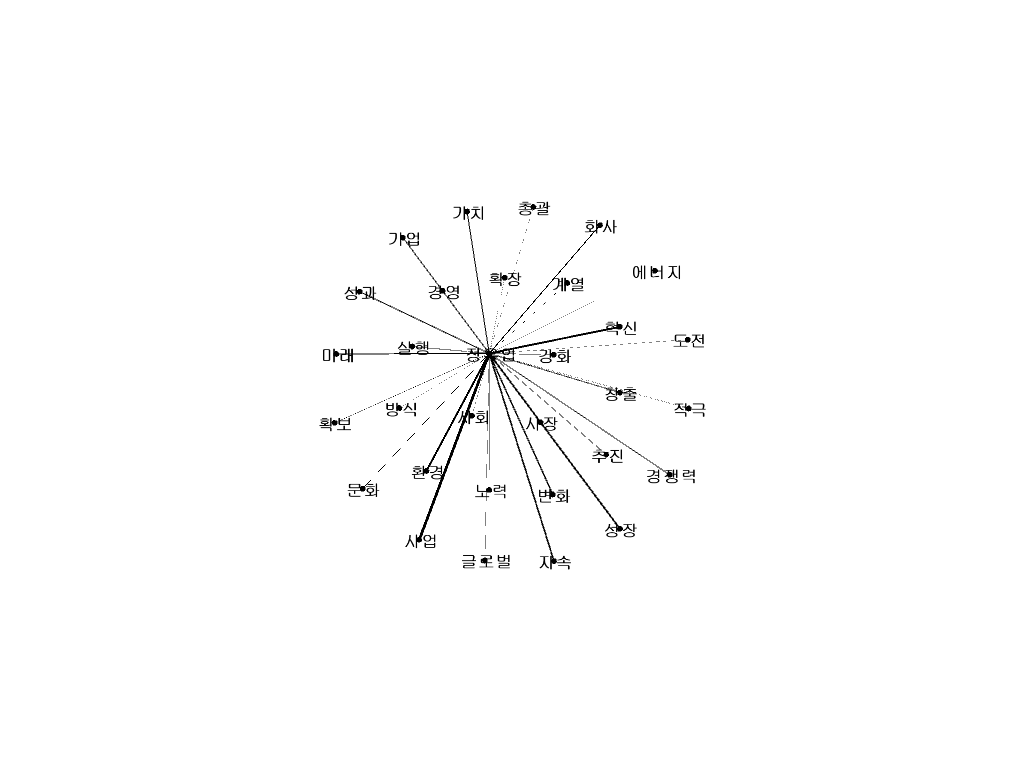 총괄
가치
회사
가업
에너지
확장
계열
성과
경영
혁신
도전
실행
미래
강화
창출
방식
적극
사회
확보
시장
추진
환경
경쟁력
문화
노력
변화
성장
사업
글로벌
지속